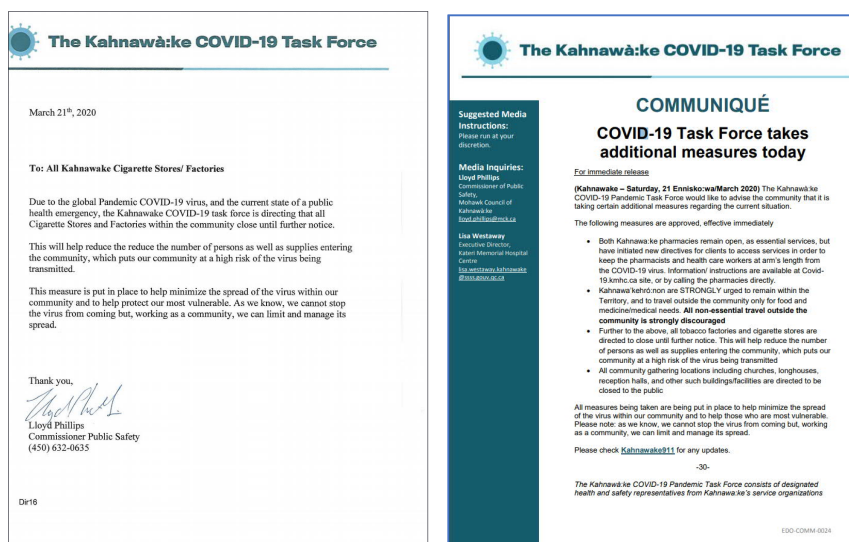 The Kahnawà:ke COVID-19 Task Force
March 21th, 2020
To: All Kahnawake Cigarette Stores/ Factories
Due to the global Pandemic COVID-19 virus, and the current state of a public
health emergency, the Kahnawake COVID-19 task force is directing that all
Cigarette Stores and Factories within the community close until further notice.
This will help reduce the reduce the number of persons as well as supplies entering
the community, which puts our community at a high risk of the virus being
transmitted.
This measure is put in place to help minimize the spread of the virus within our
community and to help protect our most vulnerable. As we know, we cannot stop
the virus from coming but, working as a community, we can limit and manage its
spread.
Thank you,
Lloyd Phillips
Commissioner Public Safety
(450) 632-0635
Dir16
The Kahnawà:ke COVID-19 Task Force
Suggested Media
Instructions:
Please run at your
discretion.
Media Inquiries:
Lloyd Phillips
Commissioner of Public
Safety,
Mohawk Council of
Kahnawà:ke
lloyd.phillips@mck.ca
Lisa Westaway
Executive Director,
Kateri Memorial Hospital
Centre
lisa.westaway.kahnawake
@ssss.gouv.qc.ca
COMMUNIQUÉ
COVID-19 Task Force takes
additional measures today
For immediate release
(Kahnawake – Saturday, 21 Ennisko:wa/March 2020) The Kahnawà:ke
COVID-19 Pandemic Task Force would like to advise the community that it is
taking certain additional measures regarding the current situation.
The following measures are approved, effective immediately
• Both Kahnawa:ke pharmacies remain open, as essential services, but
have initiated new directives for clients to access services in order to
keep the pharmacists and health care workers at arm's length from
the COVID-19 virus. Information/ instructions are available at Covid-
19.kmhc.ca site, or by calling the pharmacies directly.
• Kahnawa'kehró:non are STRONGLY urged to remain within the
Territory, and to travel outside the community only for food and
medicine/medical needs. All non-essential travel outside the
community is strongly discouraged
• Further to the above, all tobacco factories and cigarette stores are
directed to close until further notice. This will help reduce the number
of persons as well as supplies entering the community, which puts our
community at a high risk of the virus being transmitted
• All community gathering locations including churches, longhouses,
reception halls, and other such buildings/facilities are directed to be
closed to the public
All measures being taken are being put in place to help minimize the spread
of the virus within our community and to help those who are most vulnerable.
Please note: as we know, we cannot stop the virus from coming but, working
as a community, we can limit and manage its spread.
Please check Kahnawake911 for any updates.
-30-
The Kahnawà:ke COVID-19 Pandemic Task Force consists of designated
health and safety representatives from Kahnawa:ke's service organizations
EDO-COMM-0024